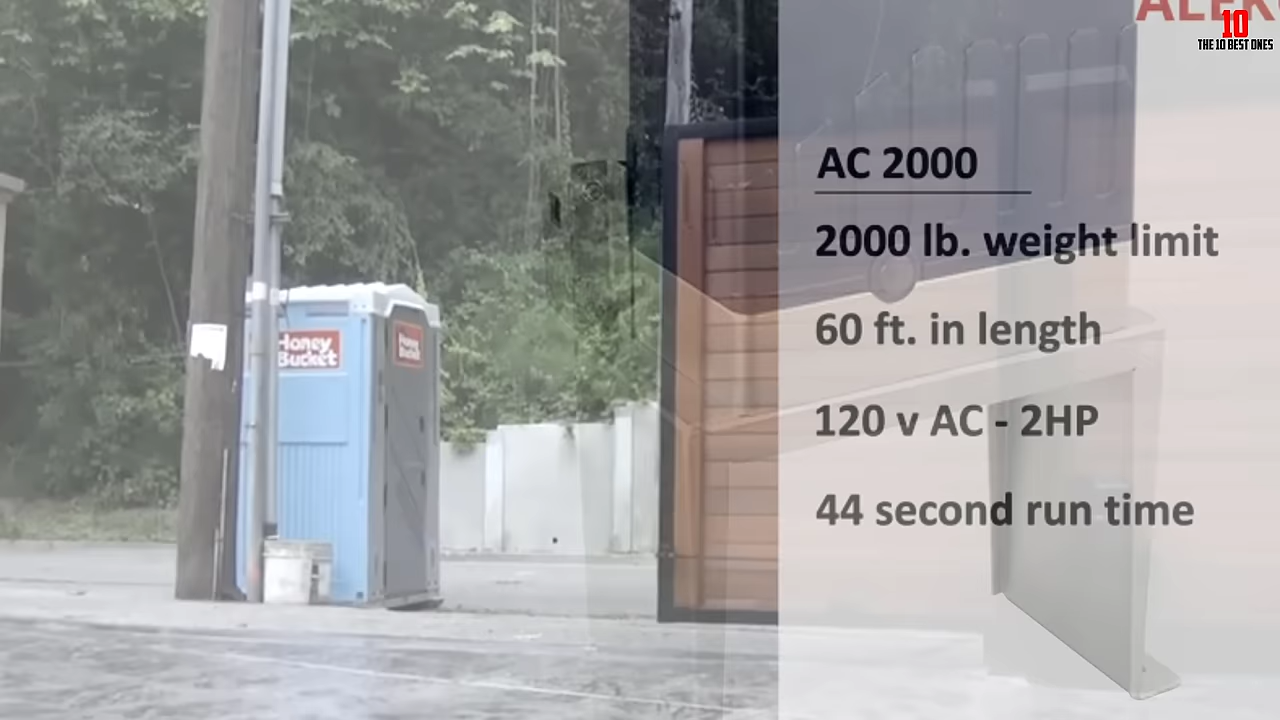 10
THE 10 BEST ONES
AC 2000
2000 lb. weight limit
60 ft. in length
120 v AC - 2HP
44 second run time
Honey
Bucket